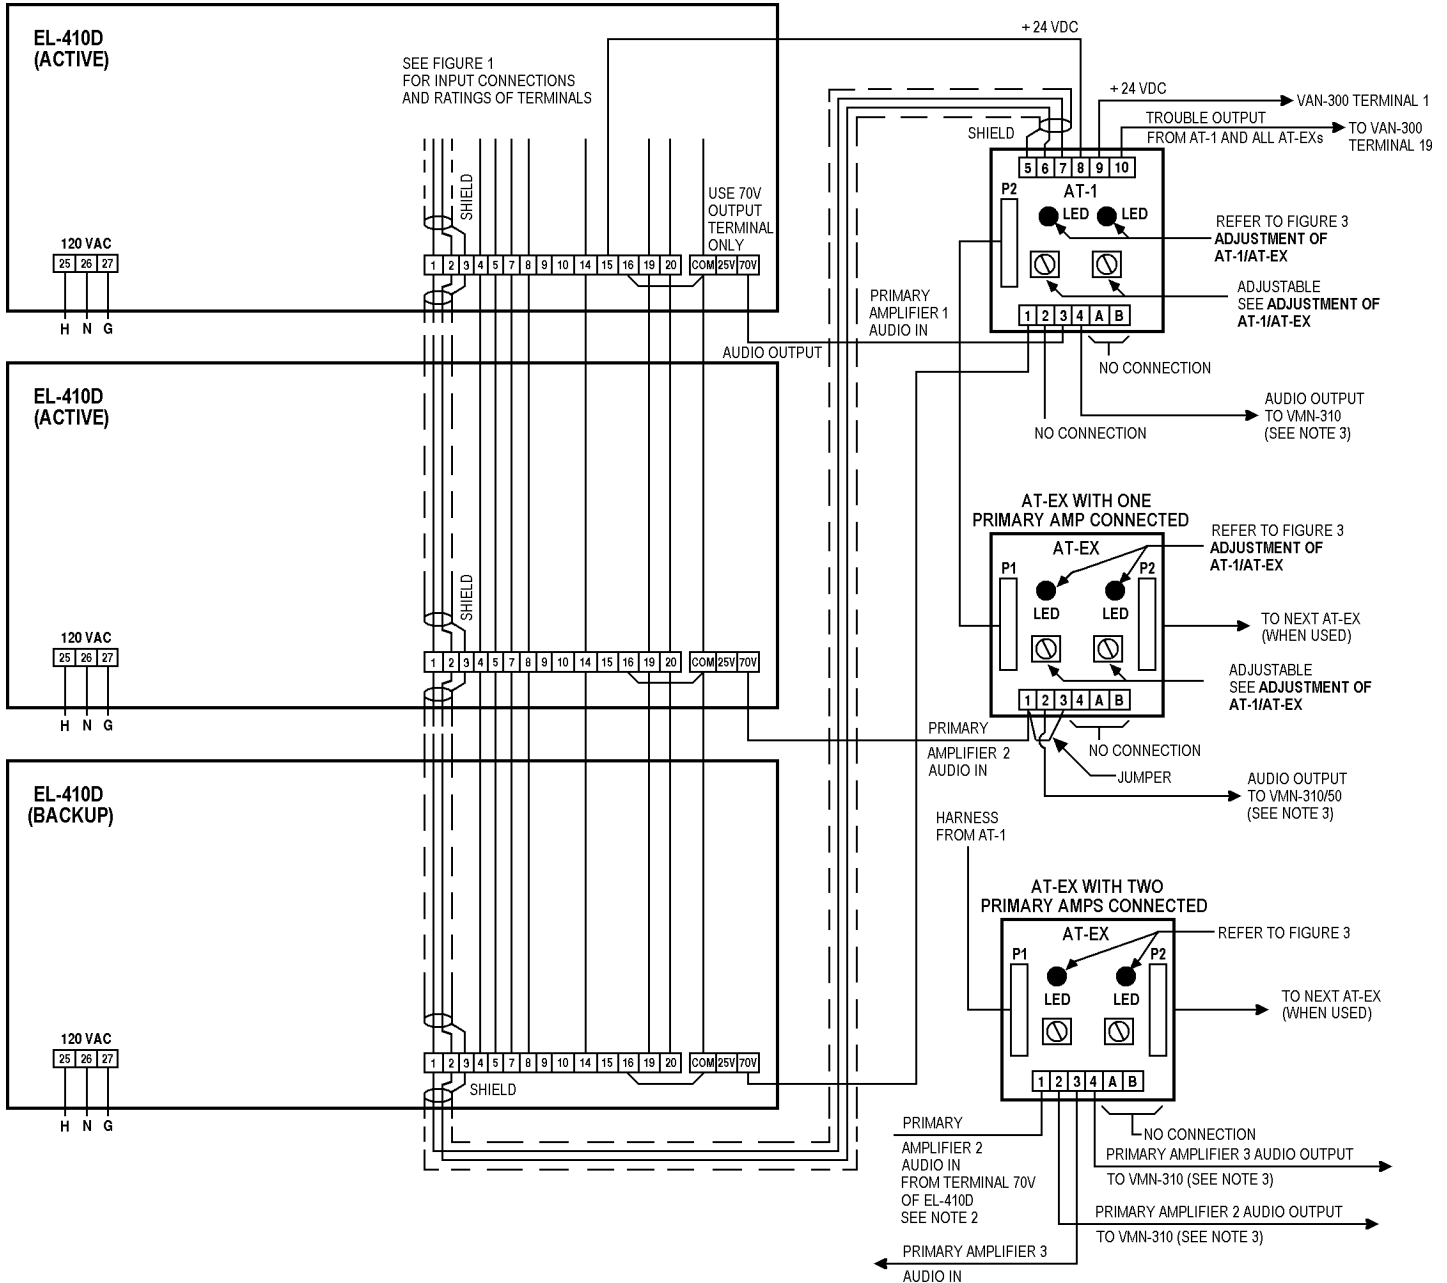 EL-410D
(ACTIVE)
SEE FIGURE 1
FOR INPUT CONNECTIONS
AND RATINGS OF TERMINALS
SHIELD
USE 70V
OUTPUT
TERMINAL
ONLY
120 VAC
25 26 27
H N G
1 2 3 4 5 7 8 9 10 14 15 16 19 20 COM 25V 70V
AUDIO OUTPUT
EL-410D
(ACTIVE)
SHIELD
120 VAC
25 26 27
H N G
1 2 3 4 5 7 8 9 10 14 15 16 19 20 COM 25V 70V
EL-410D
(BACKUP)
120 VAC
25 26 27
H N G
1 2 3 4 5 7 8 9 10 14 15 16 19 20 COM 25V 70V
SHIELD
+ 24 VDC
+ 24 VDC
VAN-300 TERMINAL 1
TROUBLE OUTPUT
FROM AT-1 AND ALL AT-EXs
TO VAN-300
TERMINAL 19
SHIELD
5 6 7 8 9 10
P2
AT-1
LED LED
REFER TO FIGURE 3
ADJUSTMENT OF
AT-1/AT-EX
ADJUSTABLE
SEE ADJUSTMENT OF
AT-1/AT-EX
PRIMARY
AMPLIFIER 1
AUDIO IN
1 2 3 4 A B
NO CONNECTION
NO CONNECTION
AUDIO OUTPUT
TO VMN-310
(SEE NOTE 3)
AT-EX WITH ONE
PRIMARY AMP CONNECTED
AT-EX
P1 P2
LED LED
REFER TO FIGURE 3
ADJUSTMENT OF
AT-1/AT-EX
TO NEXT AT-EX
(WHEN USED)
ADJUSTABLE
SEE ADJUSTMENT OF
AT-1/AT-EX
1 2 3 4 A B
PRIMARY
AMPLIFIER 2
AUDIO IN
NO CONNECTION
JUMPER
AUDIO OUTPUT
TO VMN-310/50
(SEE NOTE 3)
HARNESS
FROM AT-1
AT-EX WITH TWO
PRIMARY AMPS CONNECTED
AT-EX
P1 P2
LED LED
REFER TO FIGURE 3
TO NEXT AT-EX
(WHEN USED)
1 2 3 4 A B
PRIMARY
AMPLIFIER 2
AUDIO IN
FROM TERMINAL 70V
OF EL-410D
SEE NOTE 2
NO CONNECTION
PRIMARY AMPLIFIER 3 AUDIO OUTPUT
TO VMN-310 (SEE NOTE 3)
PRIMARY AMPLIFIER 2 AUDIO OUTPUT
TO VMN-310 (SEE NOTE 3)
PRIMARY AMPLIFIER 3
AUDIO IN